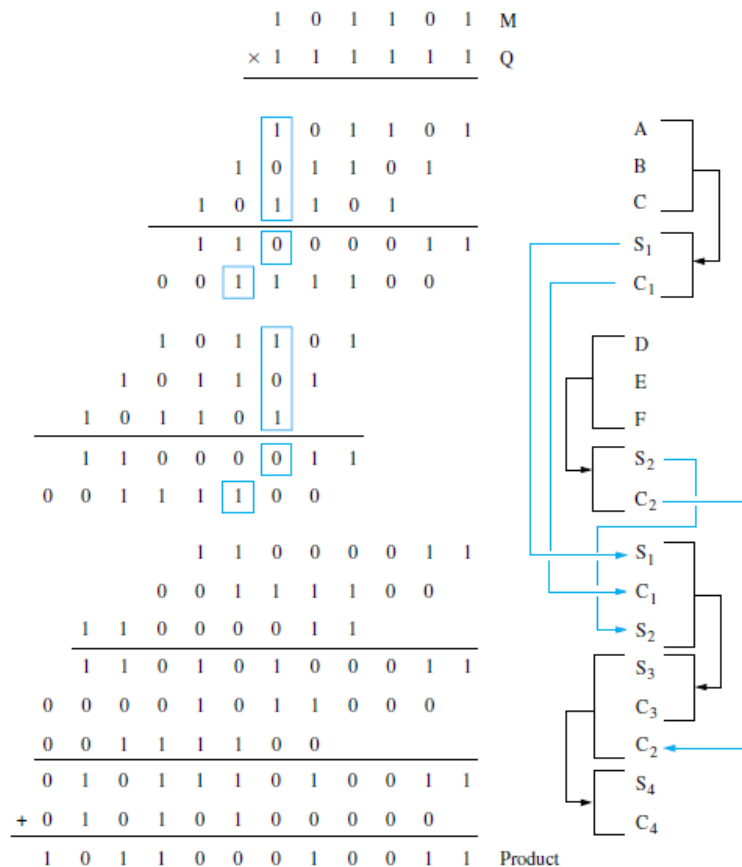 1 0 1 1 0 1 M
× 1 1 1 1 1 1 Q
1 0 1 1 0 1 A
1 0 1 1 0 1 B
1 0 1 1 0 1 C
1 1 0 0 0 0 1 1 S1
0 0 1 1 1 1 0 0 C1
1 0 1 1 0 1 D
1 0 1 1 0 1 E
1 0 1 1 0 1 F
1 1 0 0 0 0 1 1 S2
0 0 1 1 1 1 0 0 C2
1 1 0 0 0 0 1 1 S1
0 0 1 1 1 1 0 0 C1
1 1 0 0 0 0 1 1 S2
1 1 0 1 0 1 0 0 0 1 1 S3
0 0 0 0 1 0 1 1 0 0 0 C3
0 0 1 1 1 1 0 0 C2
0 1 0 1 1 1 0 1 0 0 1 1 S4
+ 0 1 0 1 0 1 0 0 0 0 0 C4
1 0 1 1 0 0 0 1 0 0 1 1 Product